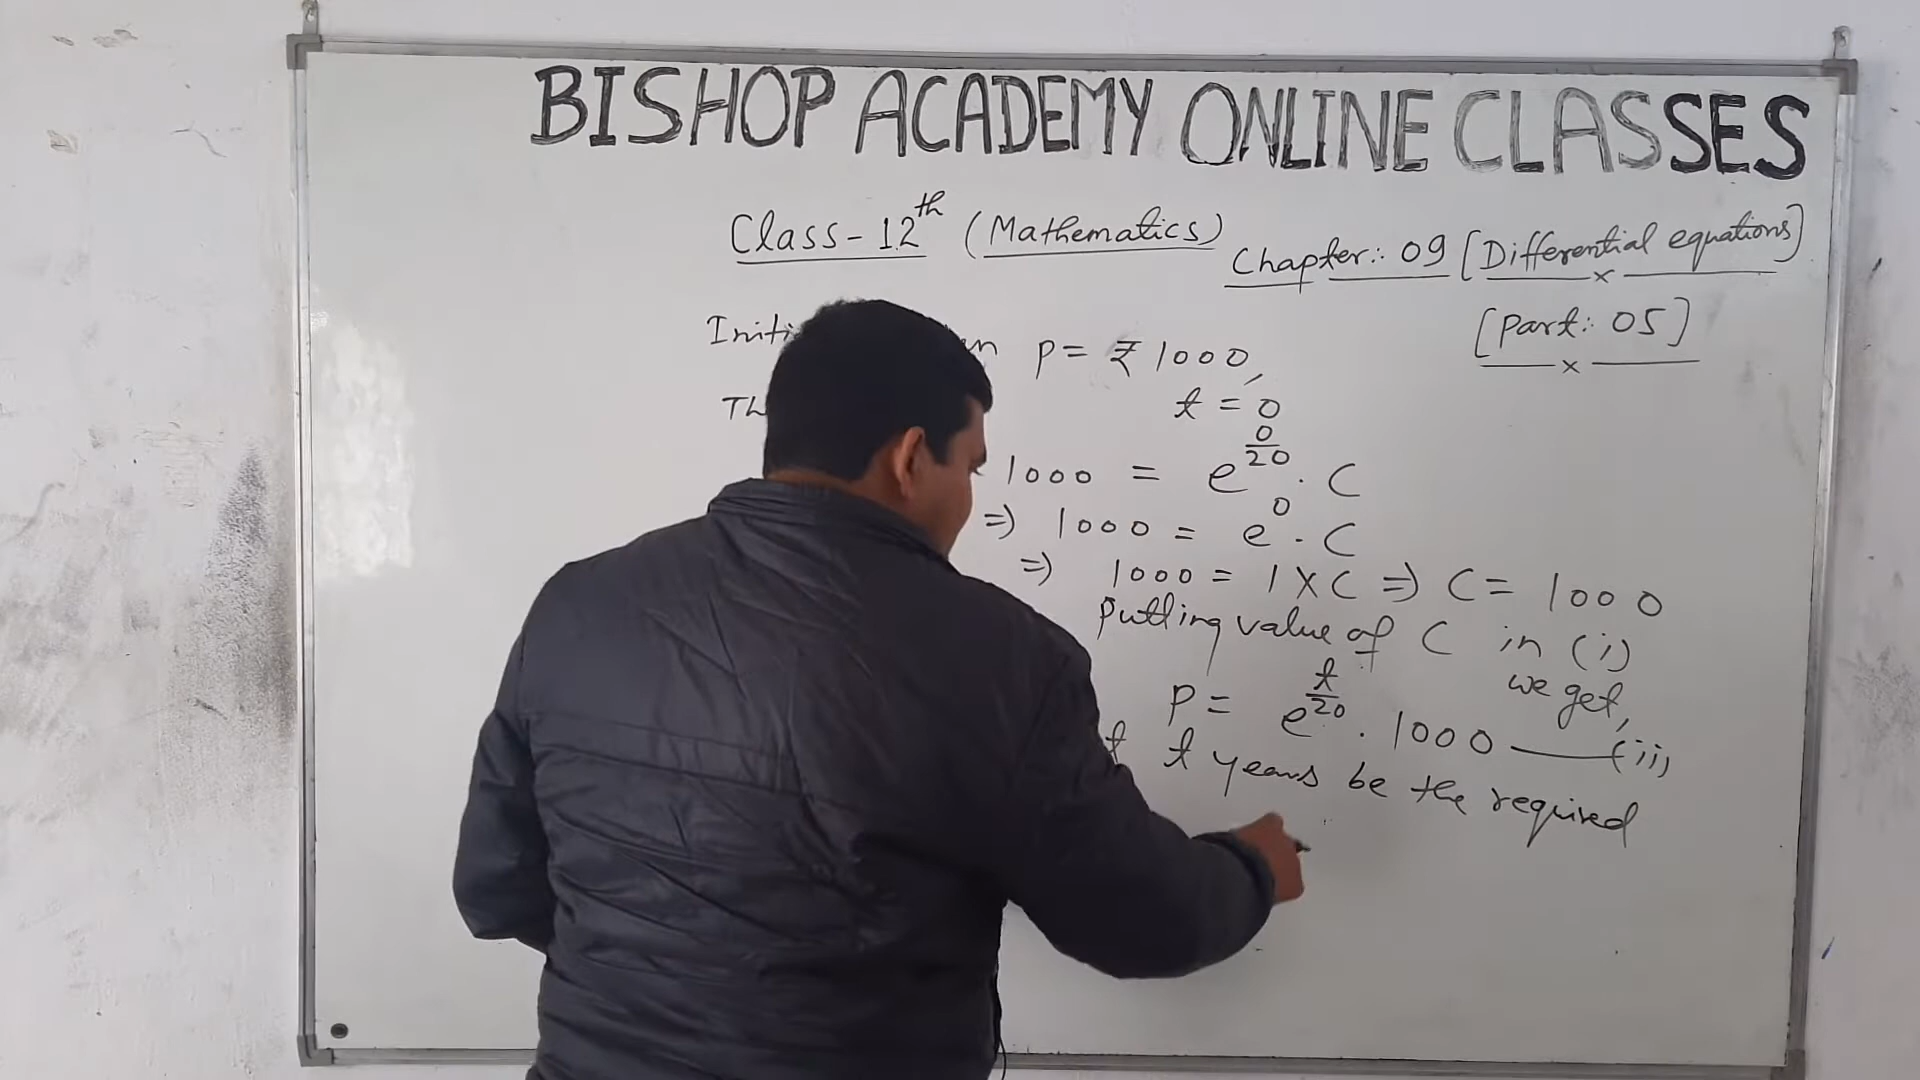 BISHOP ACADEMY ONLINE CLASSES
Class-12th (Mathematics)
Chapter:. 09 [Differential equations]
[Part:. 05]
P= ₹1000,
t = 0
1000 = e^(0/20) . C
=) 1000 = e^0 . C
=) 1000 = 1 X C => C = 1000
Putting value of C in (i)
we get,
P = e^(t/20) . 1000 —(ii)
t years be the required